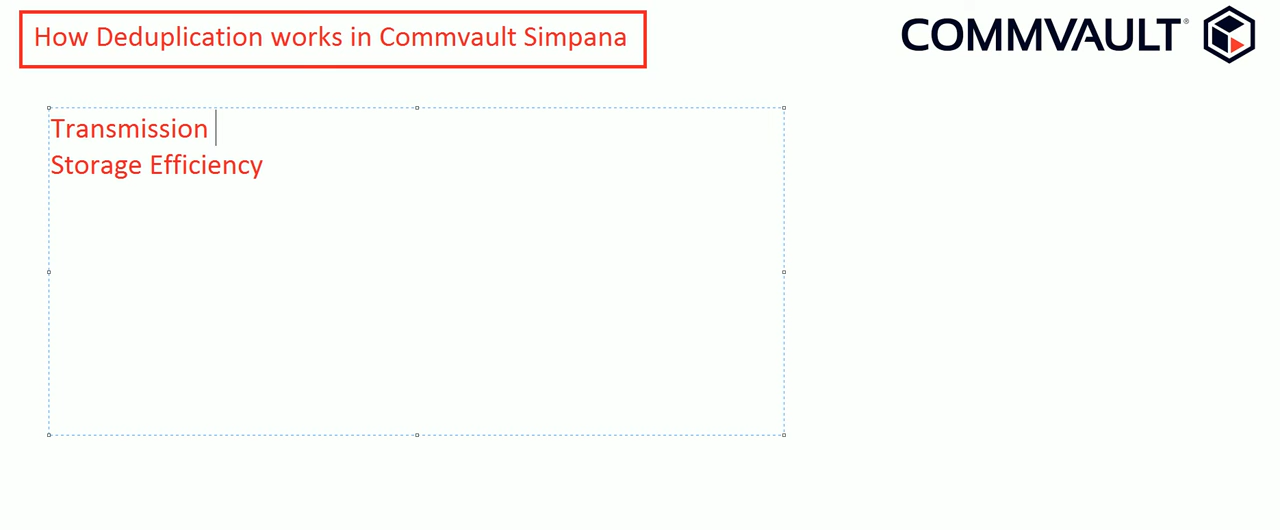 How Deduplication works in Commvault Simpana
COMMVAULT®
Transmission
Storage Efficiency